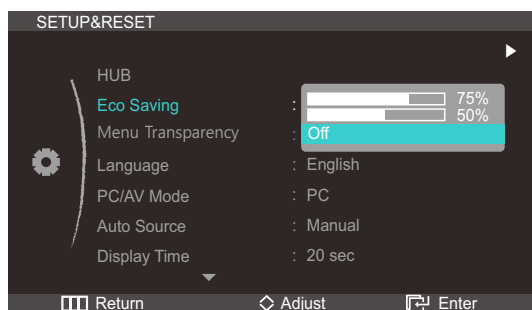 SETUP&RESET
HUB
Eco Saving : 75%
50%
Menu Transparency : Off
Language : English
PC/AV Mode : PC
Auto Source : Manual
Display Time : 20 sec
Return Adjust Enter